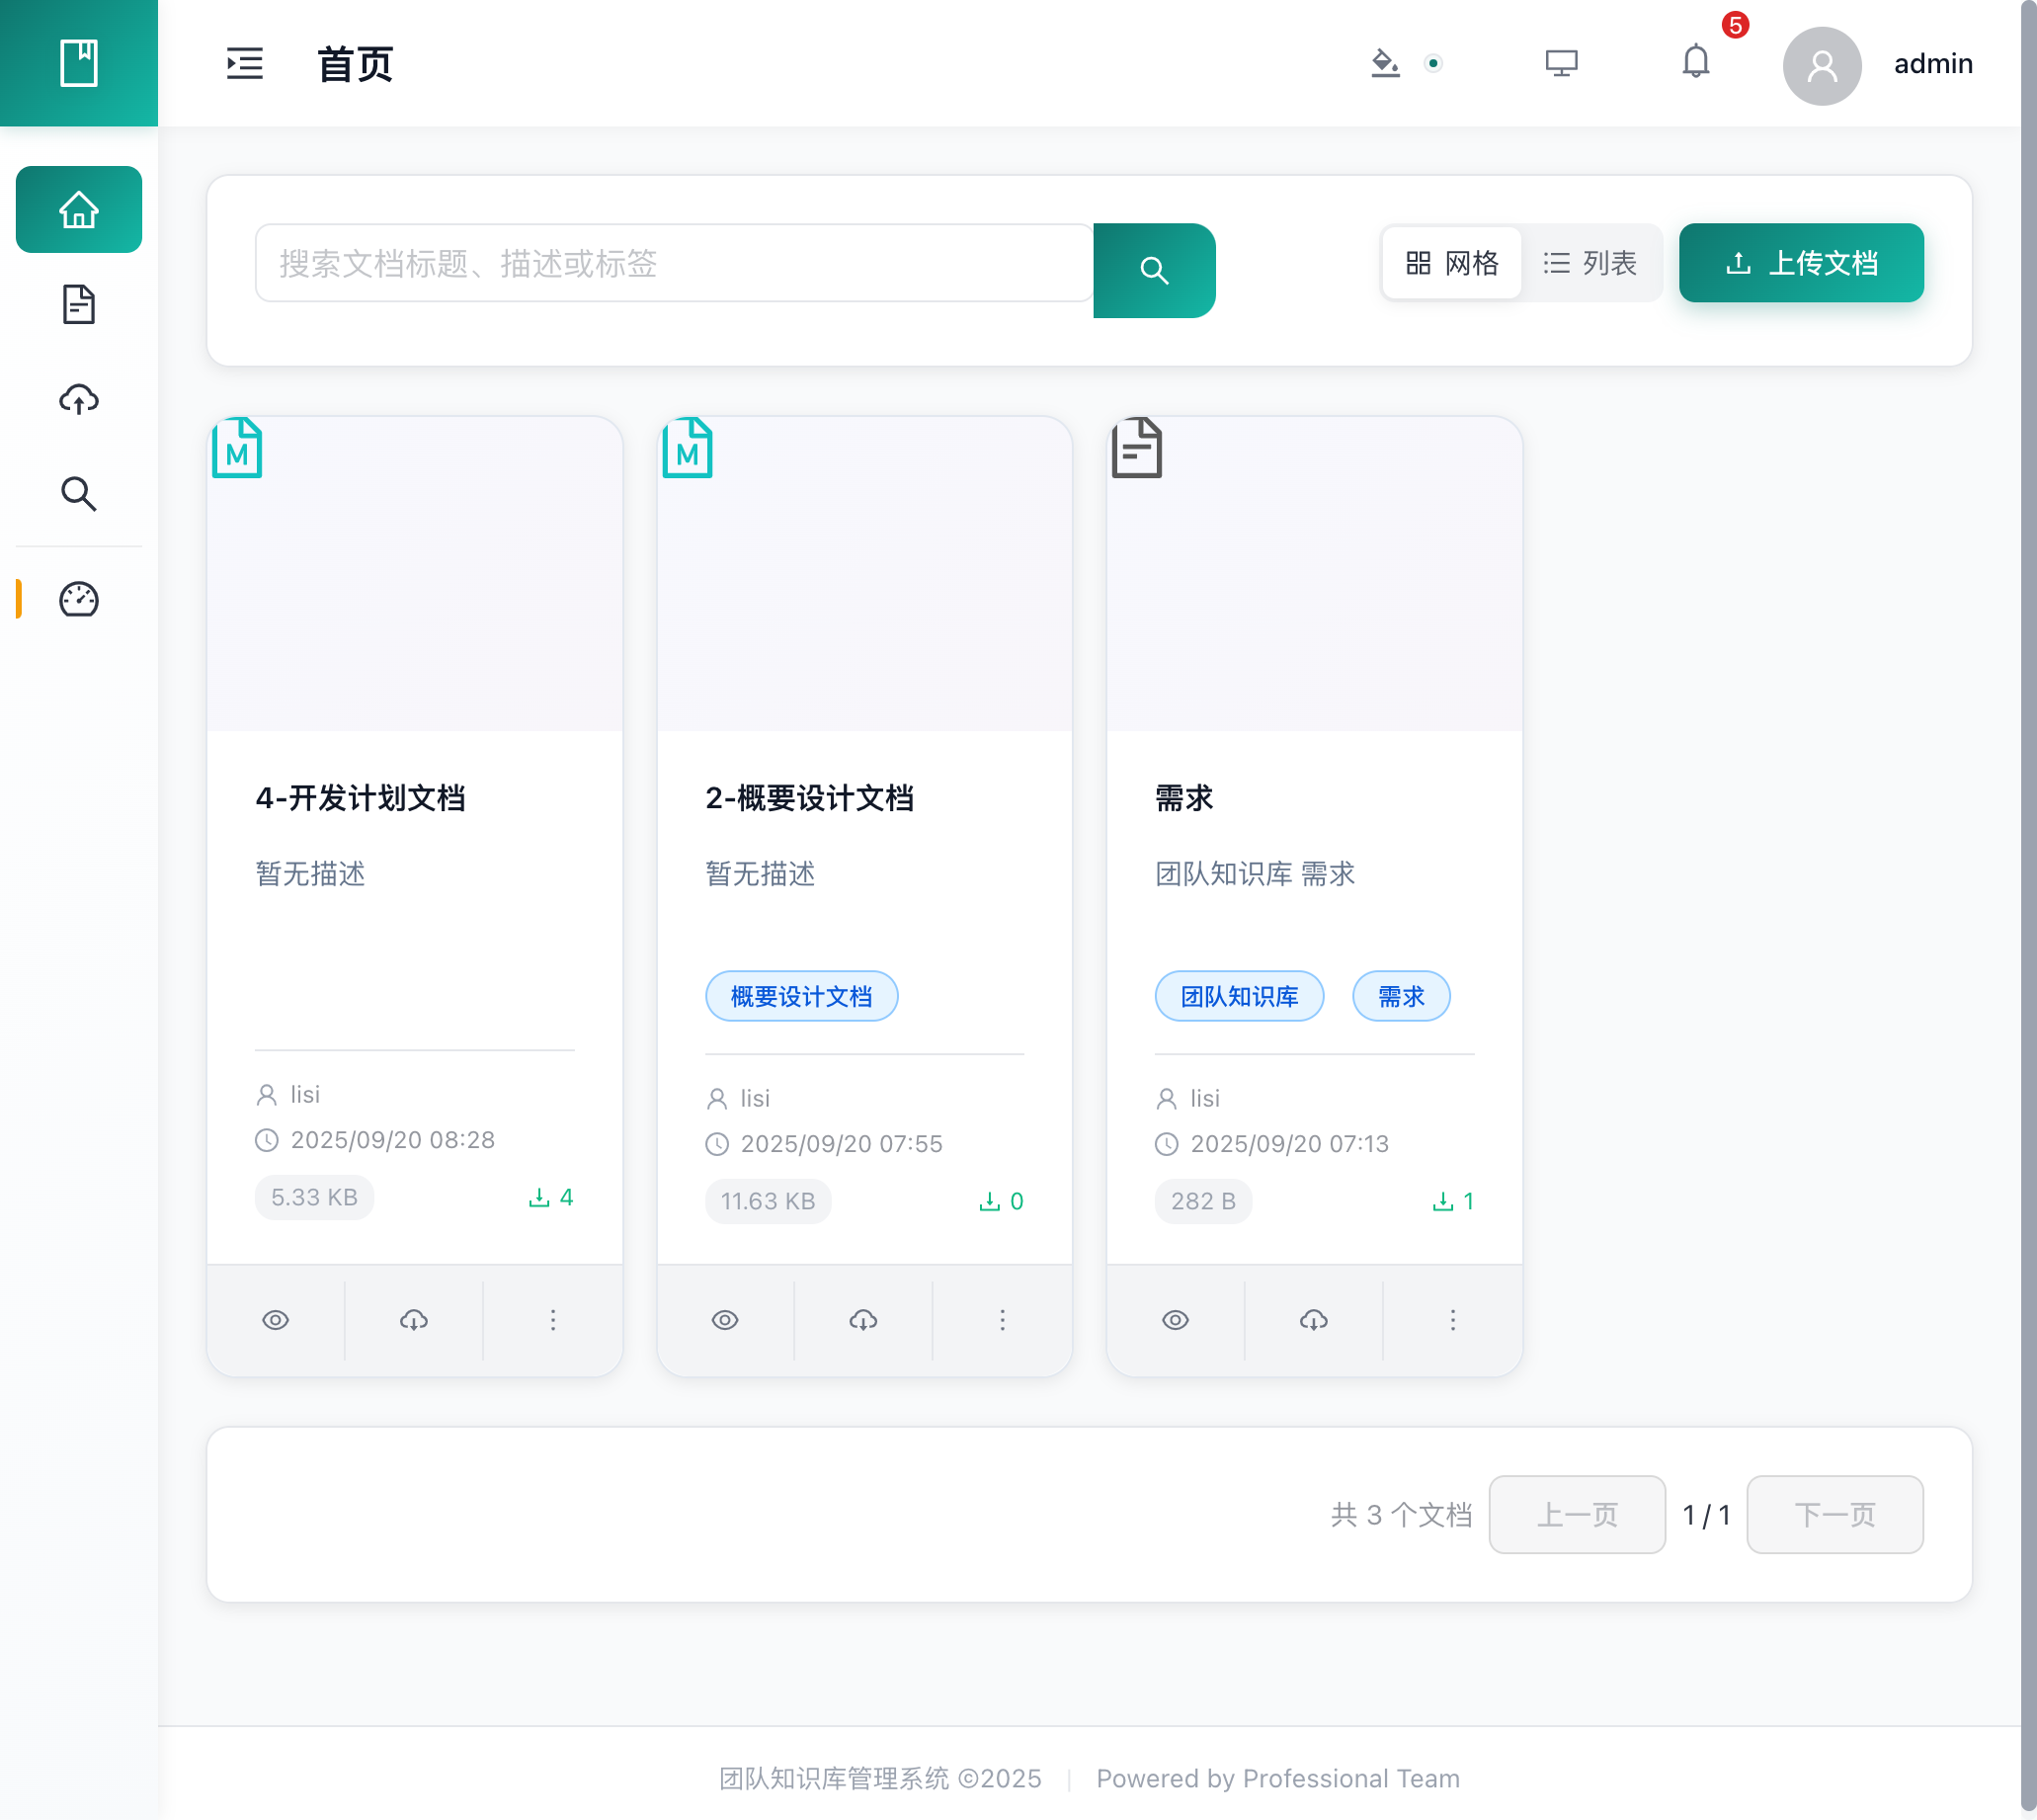 首页
5
admin
搜索文档标题、描述或标签
网格
列表
上传文档
M
4-开发计划文档
暂无描述
lisi
2025/09/20 08:28
5.33 KB
4
M
2-概要设计文档
暂无描述
概要设计文档
lisi
2025/09/20 07:55
11.63 KB
0
需求
团队知识库 需求
团队知识库
需求
lisi
2025/09/20 07:13
282 B
1
共 3 个文档
上一页
1 / 1
下一页
团队知识库管理系统 ©2025 | Powered by Professional Team